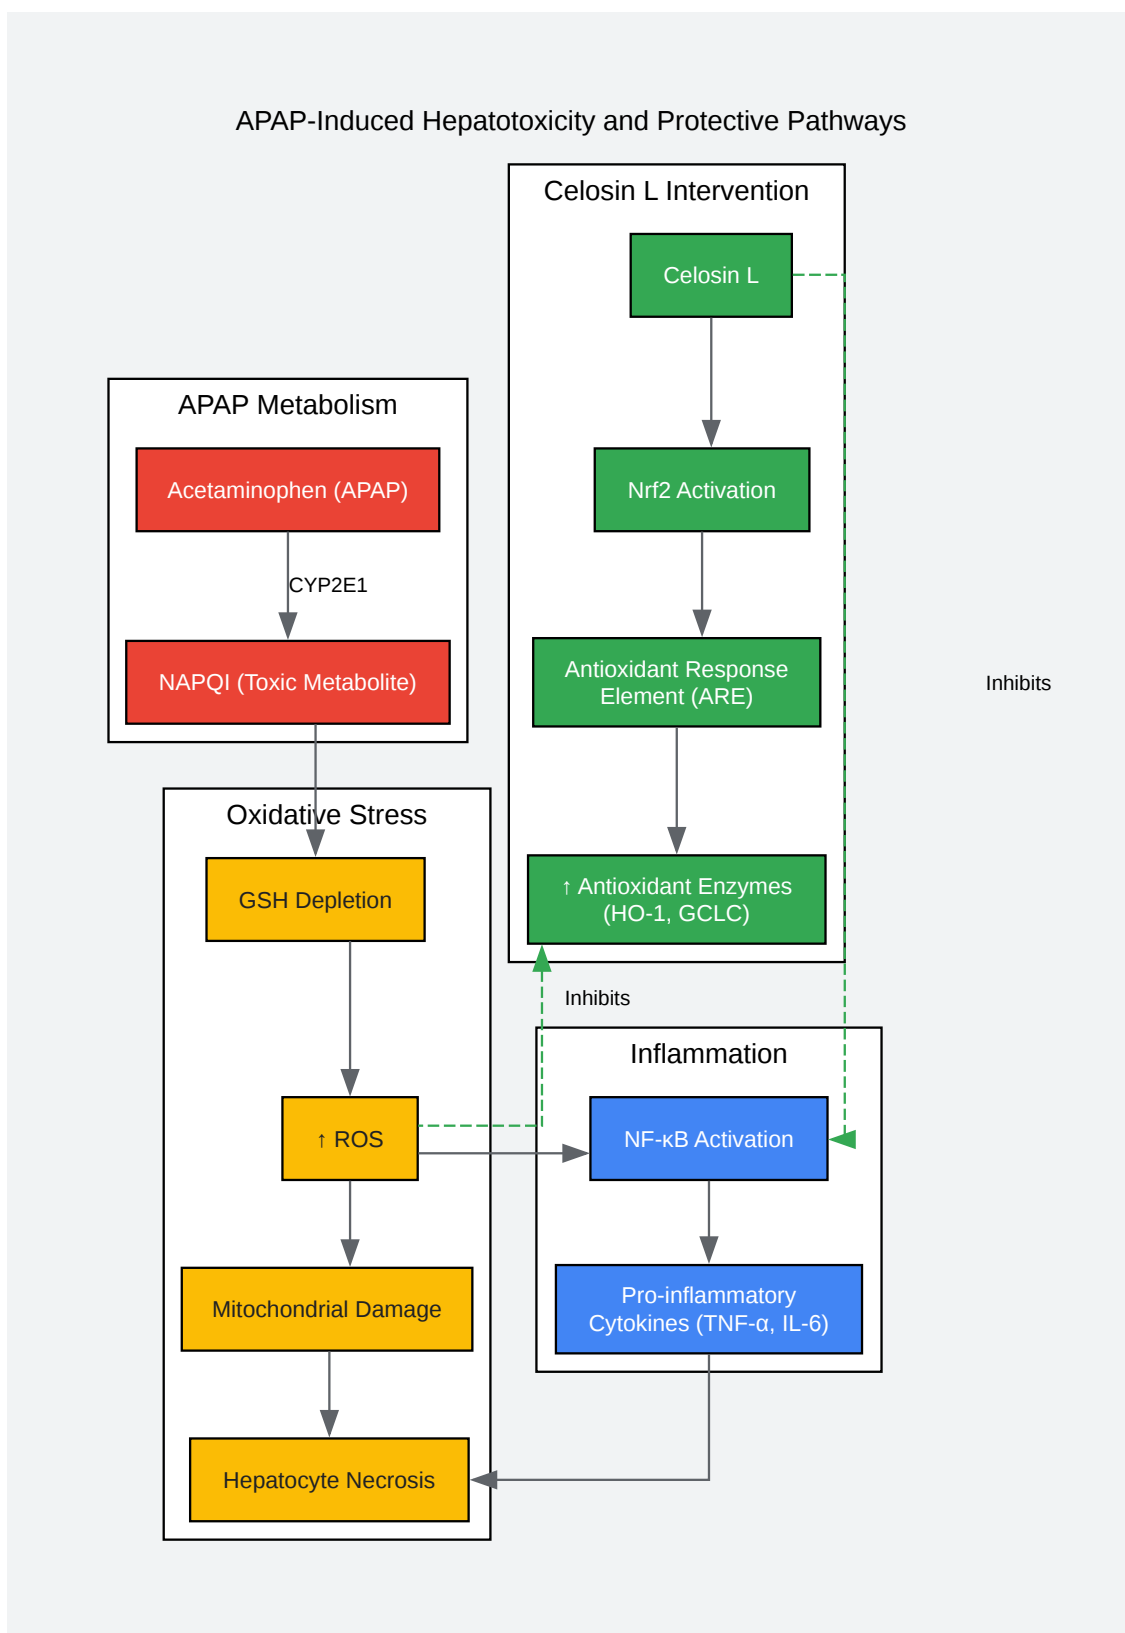 APAP-Induced Hepatotoxicity and Protective Pathways
Celosin L Intervention
Celosin L
APAP Metabolism
Acetaminophen (APAP)
Nrf2 Activation
CYP2E1
NAPQI (Toxic Metabolite)
Antioxidant Response
Element (ARE)
Inhibits
Oxidative Stress
GSH Depletion
↑ Antioxidant Enzymes
(HO-1, GCLC)
Inhibits
Inflammation
↑ ROS
NF-κB Activation
Mitochondrial Damage
Pro-inflammatory
Cytokines (TNF-α, IL-6)
Hepatocyte Necrosis